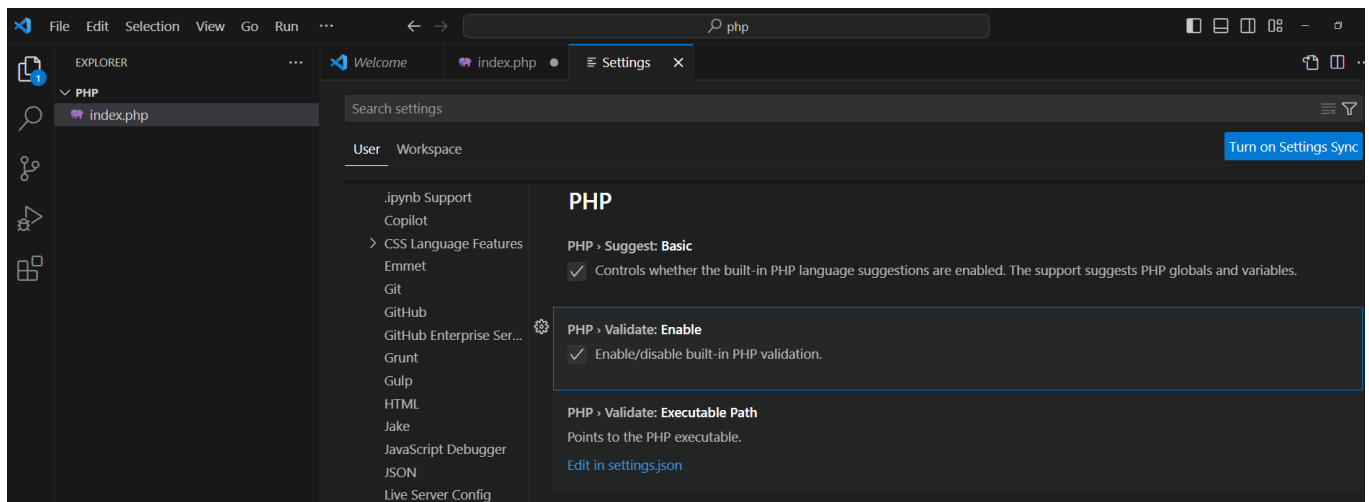 File Edit Selection View Go Run ···
php
EXPLORER ···
Welcome
index.php
Settings
PHP
index.php
1
Search settings
User Workspace
Turn on Settings Sync
.ipynb Support
Copilot
CSS Language Features
Emmet
Git
GitHub
GitHub Enterprise Ser...
Grunt
Gulp
HTML
Jake
JavaScript Debugger
JSON
Live Server Config
PHP
PHP › Suggest: Basic
Controls whether the built-in PHP language suggestions are enabled. The support suggests PHP globals and variables.
PHP › Validate: Enable
Enable/disable built-in PHP validation.
PHP › Validate: Executable Path
Points to the PHP executable.
Edit in settings.json